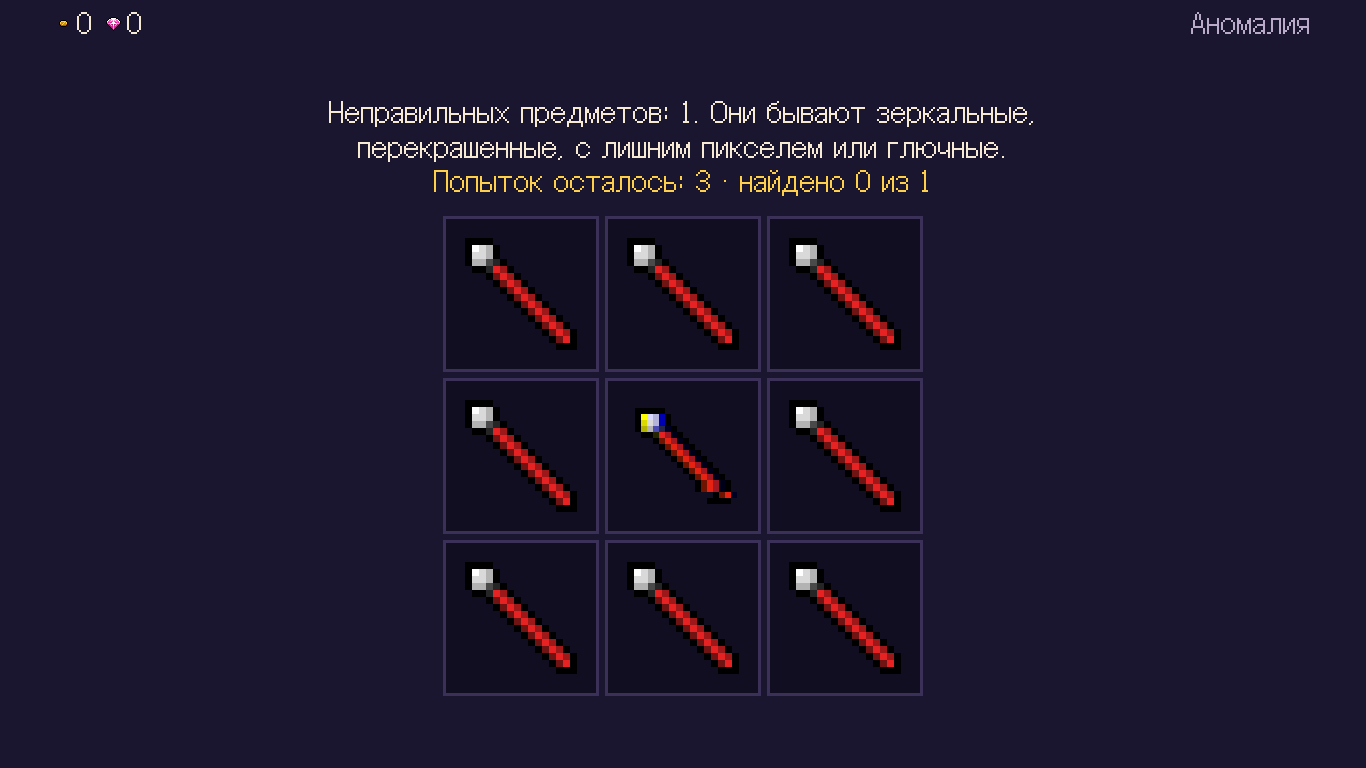 0 0
Аномалия
Неправильных предметов: 1. Они бывают зеркальные,
перекрашенные, с лишним пикселем или глючные.
Попыток осталось: 3 · найдено 0 из 1